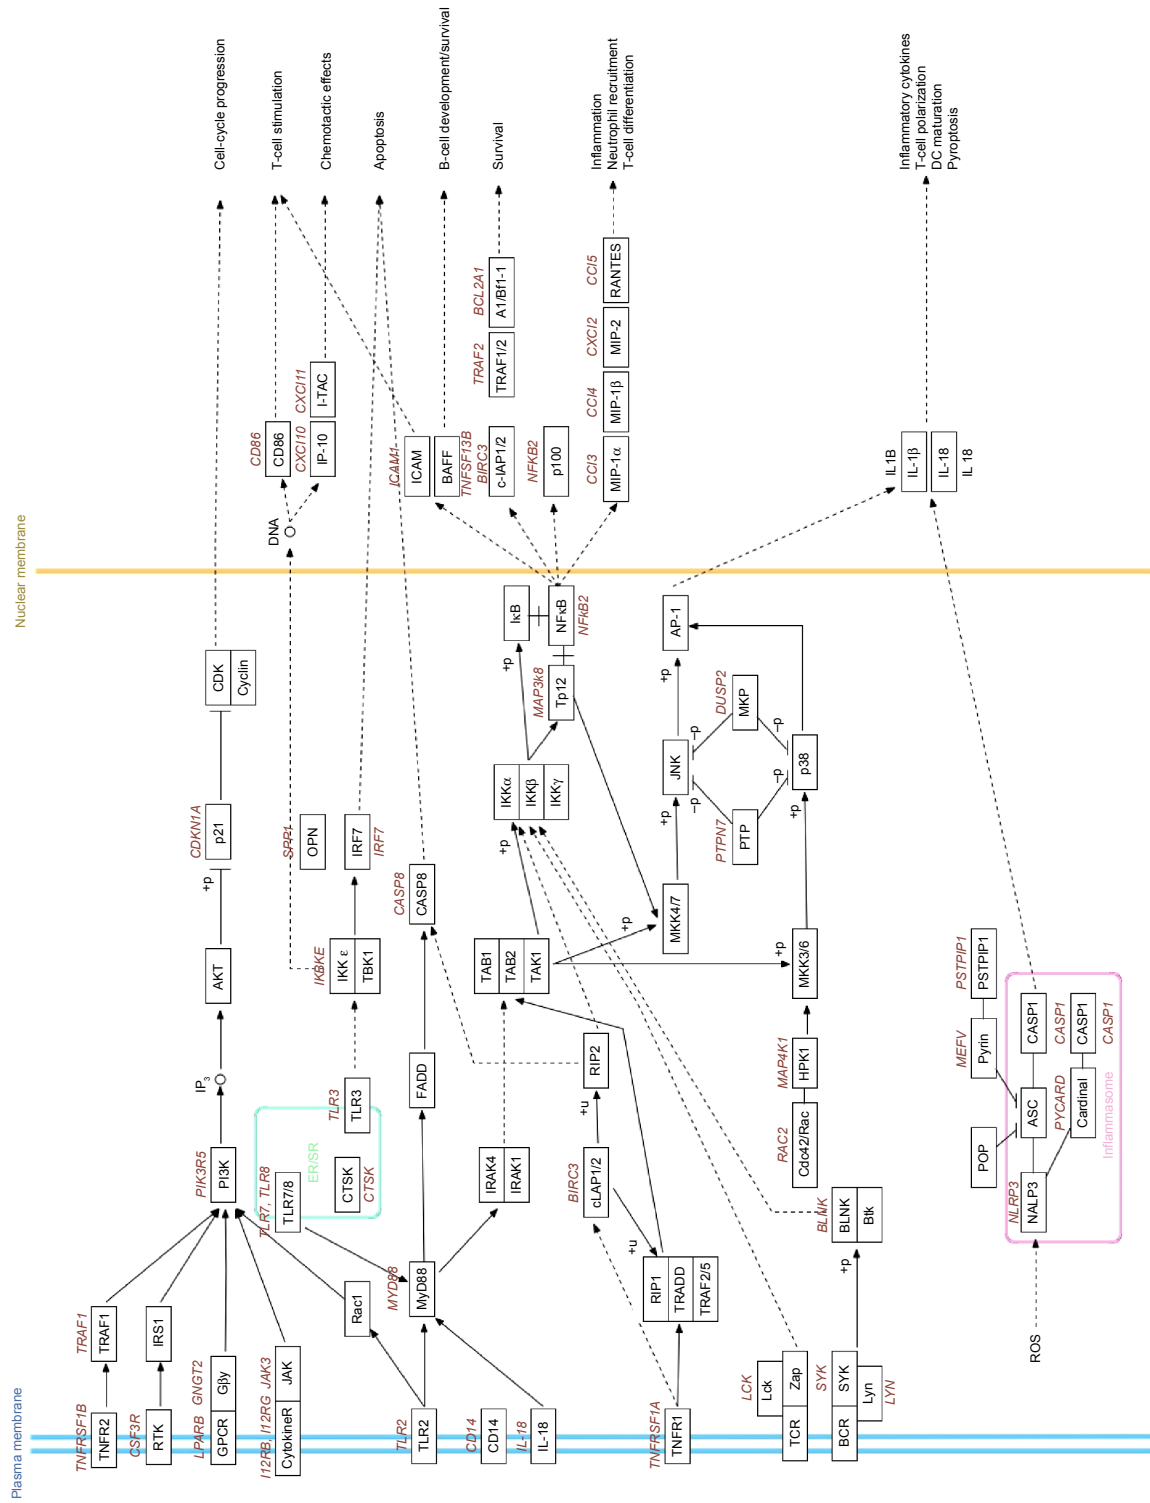 Plasma membrane
Nuclear membrane
TNFRSF1B
TNFR2
TRAF1
TRAF1
CSF3R
RTK
IRS1
LPARB
GPCR
GNGT2
Gβγ
I12RB, I12RG
CytokineR
JAK3
JAK
PIK3R5
PI3K
IP3
AKT
+p
CDKN1A
p21
CDK
Cyclin
Cell-cycle progression
TLR7, TLR8
TLR7/8
ER/SR
CTSK
CTSK
TLR3
TLR3
IKBKE
IKK ε
TBK1
SPP1
OPN
IRF7
IRF7
DNA
CD86
CD86
CXCl10
IP-10
CXCl11
I-TAC
T-cell stimulation
Chemotactic effects
Apoptosis
Rac1
TLR2
TLR2
MYD88
MyD88
FADD
CASP8
CASP8
ICAM1
ICAM
BAFF
TNFSF13B
B-cell development/survival
CD14
CD14
IL-18
IL-18
IRAK4
IRAK1
TAB1
TAB2
TAK1
+p
IKKα
IKKβ
IKKγ
+p
IκB
MAP3k8
Tp12
NFκB
NFkB2
BIRC3
c-IAP1/2
TRAF2
TRAF1/2
BCL2A1
A1/Bf1-1
Survival
NFKB2
p100
CCl3
MIP-1α
CCl4
MIP-1β
CXCl2
MIP-2
CCl5
RANTES
Inflammation
Neutrophil recruitment
T-cell differentiation
BIRC3
cLAP1/2
+u
RIP2
+u
TNFRSF1A
TNFR1
RIP1
TRADD
TRAF2/5
+p
MKK4/7
+p
JNK
+p
AP-1
–p
–p
PTPN7
PTP
DUSP2
MKP
–p
–p
LCK
Lck
TCR
Zap
RAC2
Cdc42/Rac
MAP4K1
HPK1
+p
MKK3/6
+p
p38
SYK
BCR
SYK
Lyn
LYN
+p
BLNK
BLNK
Btk
IL1B
IL-1β
IL-18
IL 18
Inflammatory cytokines
T-cell polarization
DC maturation
Pyroptosis
ROS
POP
MEFV
Pyrin
PSTPIP1
PSTPIP1
NLRP3
NALP3
ASC
CASP1
CASP1
PYCARD
Cardinal
CASP1
CASP1
Inflammasome